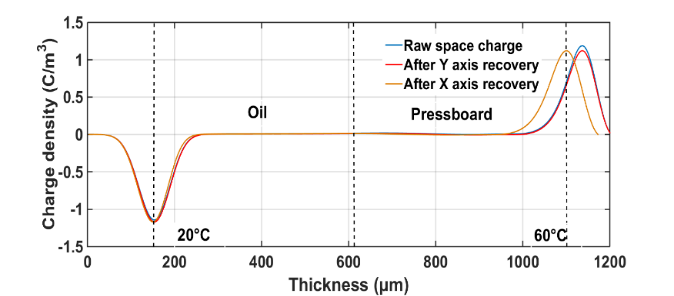 1.5
1
0.5
0
-0.5
-1
-1.5
Charge density (C/m³)
Raw space charge
After Y axis recovery
After X axis recovery
Oil
Pressboard
20°C
60°C
0 200 400 600 800 1000 1200
Thickness (μm)